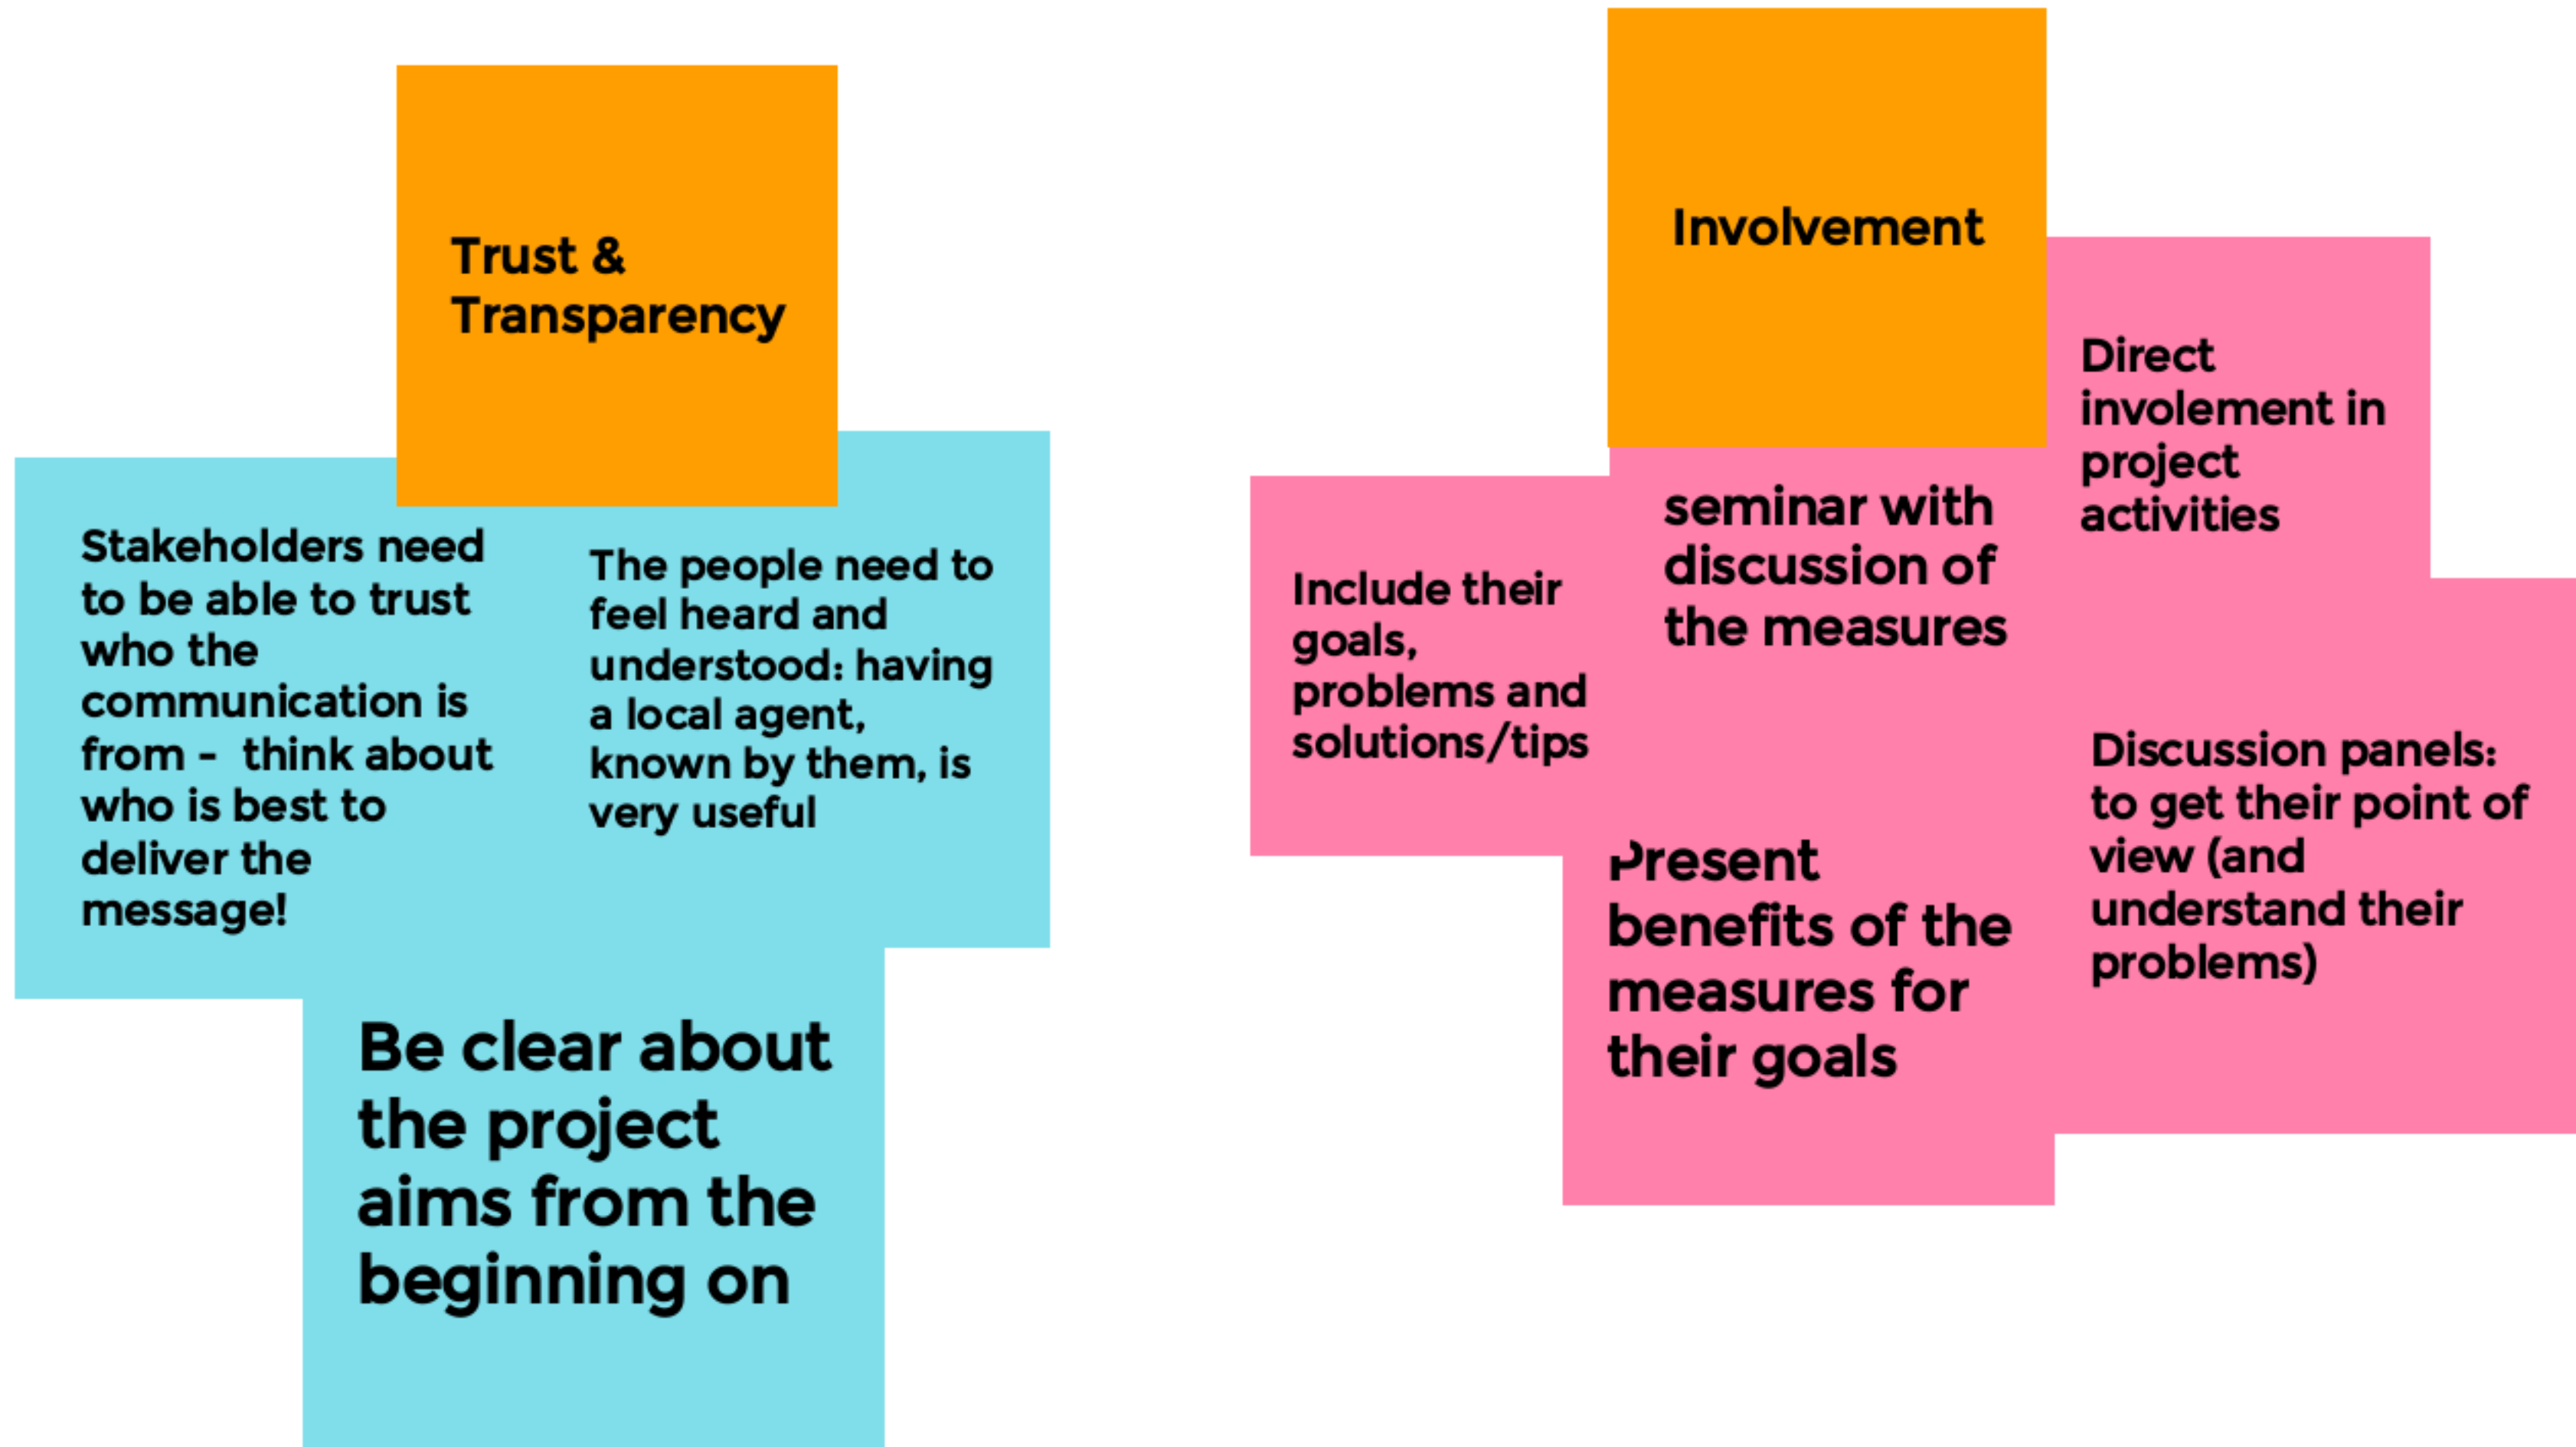 Trust &
Transparency
Stakeholders need
to be able to trust
who the
communication is
from - think about
who is best to
deliver the
message!
The people need to
feel heard and
understood: having
a local agent,
known by them, is
very useful
Be clear about
the project
aims from the
beginning on
Involvement
Direct
involement in
project
activities
seminar with
discussion of
the measures
Include their
goals,
problems and
solutions/tips
Present
benefits of the
measures for
their goals
Discussion panels:
to get their point of
view (and
understand their
problems)